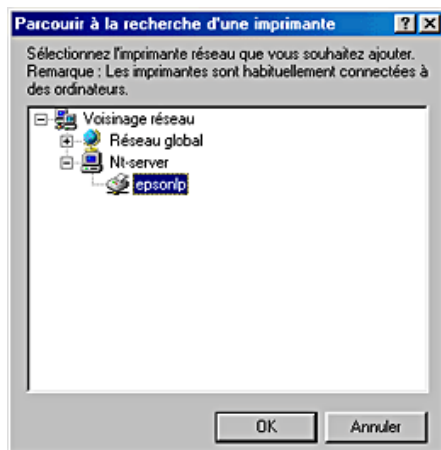 Parcourir à la recherche d'une imprimante
Sélectionnez l'imprimante réseau que vous souhaitez ajouter.
Remarque : Les imprimantes sont habituellement connectées à
des ordinateurs.
Voisinage réseau
Réseau global
Nt-server
epsonlp
OK Annuler